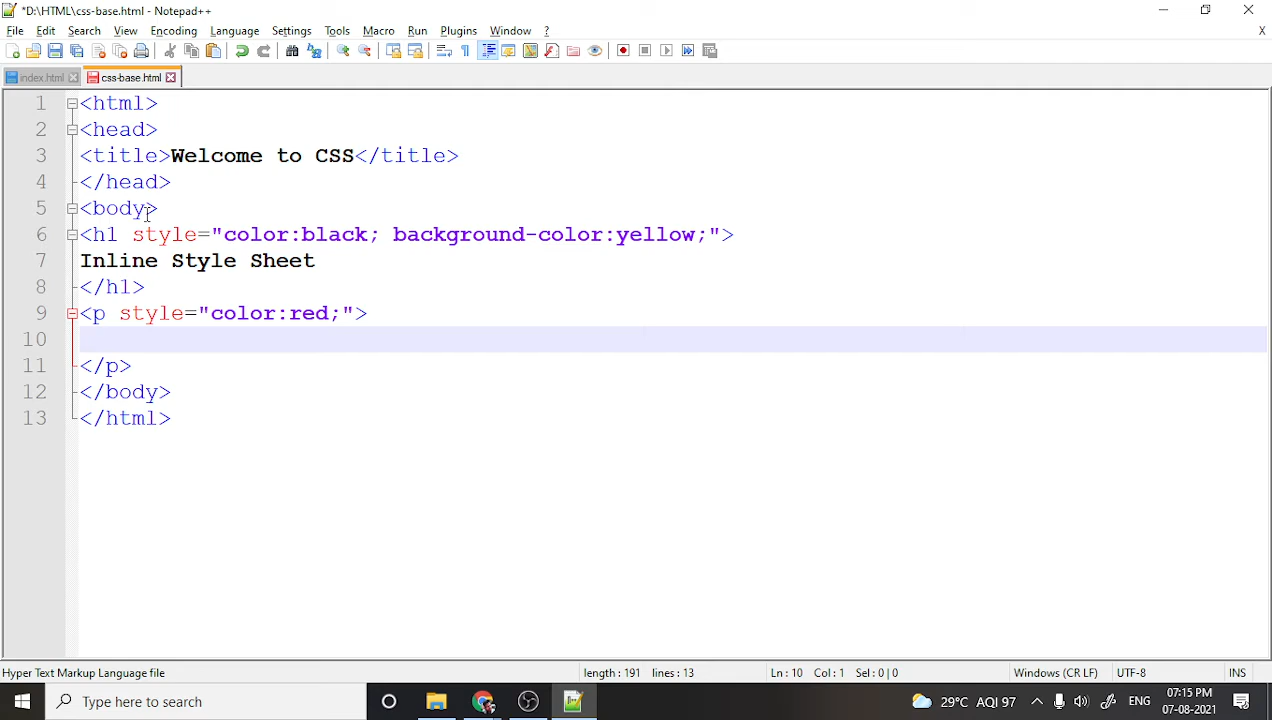 *D:\HTML\css-base.html - Notepad++
File Edit Search View Encoding Language Settings Tools Macro Run Plugins Window ? X
index.html css-base.html
1 <html>
2 <head>
3 <title>Welcome to CSS</title>
4 </head>
5 <body>
6 <h1 style="color:black; background-color:yellow;">
7 Inline Style Sheet
8 </h1>
9 <p style="color:red;">
10
11 </p>
12 </body>
13 </html>
Hyper Text Markup Language file length : 191 lines : 13 Ln : 10 Col : 1 Sel : 0 | 0 Windows (CR LF) UTF-8 INS
Type here to search 29°C AQI 97 ENG 07:15 PM
07-08-2021